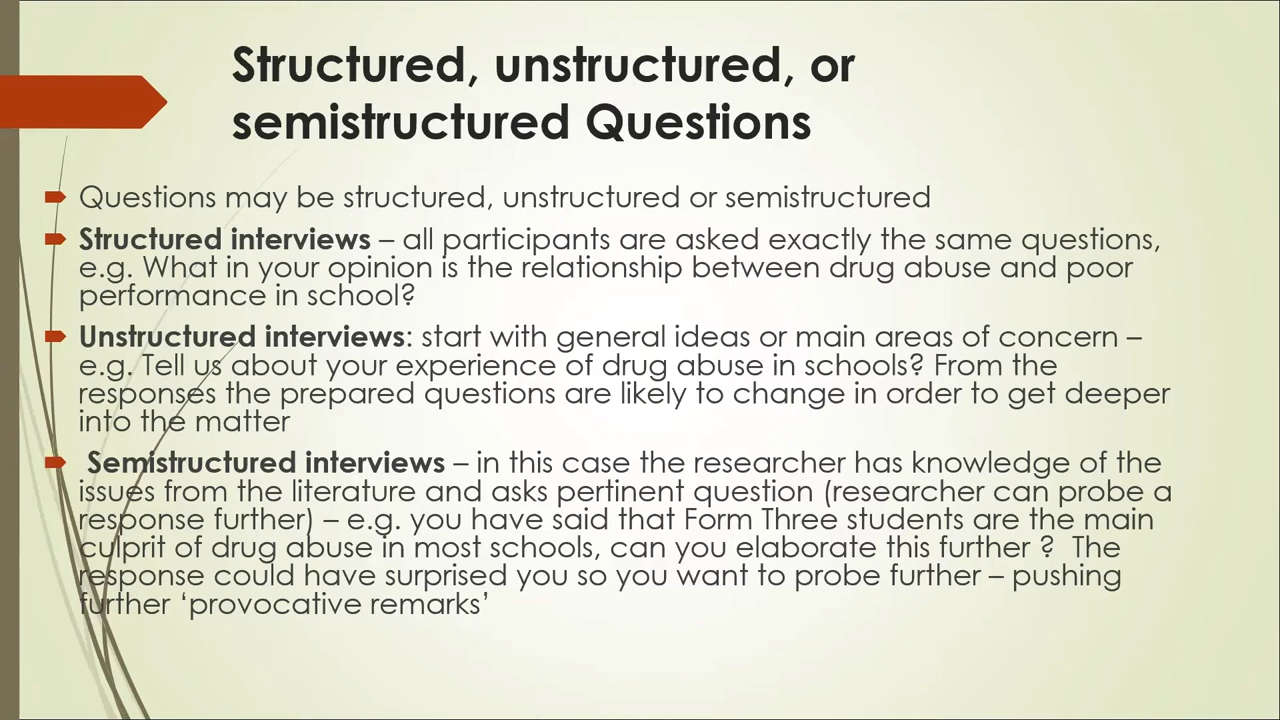 Structured, unstructured, or
semistructured Questions
Questions may be structured, unstructured or semistructured
Structured interviews – all participants are asked exactly the same questions,
e.g. What in your opinion is the relationship between drug abuse and poor
performance in school?
Unstructured interviews: start with general ideas or main areas of concern –
e.g. Tell us about your experience of drug abuse in schools? From the
responses the prepared questions are likely to change in order to get deeper
into the matter
Semistructured interviews – in this case the researcher has knowledge of the
issues from the literature and asks pertinent question (researcher can probe a
response further) – e.g. you have said that Form Three students are the main
culprit of drug abuse in most schools, can you elaborate this further ? The
response could have surprised you so you want to probe further – pushing
further ‘provocative remarks’